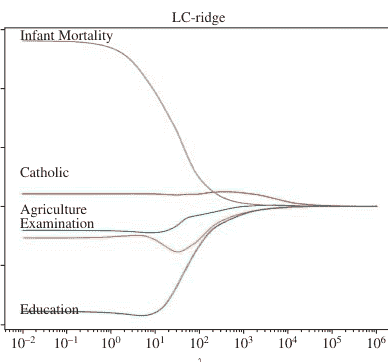 LC-ridge
Infant Mortality
Catholic
Agriculture
Examination
Education
10⁻² 10⁻¹ 10⁰ 10¹ 10² 10³ 10⁴ 10⁵ 10⁶